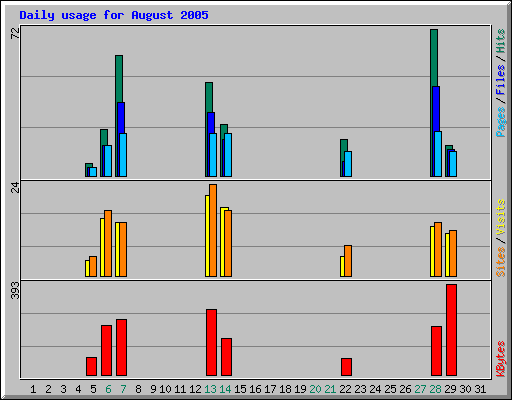 Daily usage for August 2005
72
24
393
Pages / Files / Hits
Sites / Visits
KBytes
1 2 3 4 5 6 7 8 9 10 11 12 13 14 15 16 17 18 19 20 21 22 23 24 25 26 27 28 29 30 31